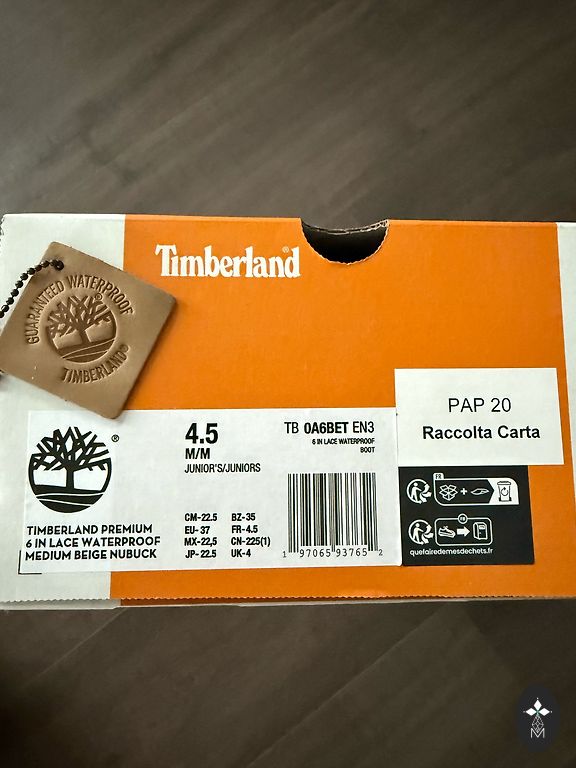 Timberland®
GUARANTEED WATERPROOF
TIMBERLAND®
PAP 20
Raccolta Carta
®
4.5
M/M
JUNIOR'S/JUNIORS
TB 0A6BET EN3
6 IN LACE WATERPROOF
BOOT
CM-22.5 BZ-35
EU- 37 FR-4.5
MX-22,5 CN-225(1)
JP-22.5 UK-4
1 97065 93765 2
TIMBERLAND PREMIUM
6 IN LACE WATERPROOF
MEDIUM BEIGE NUBUCK
FR
quefairedemesdechets.fr
M